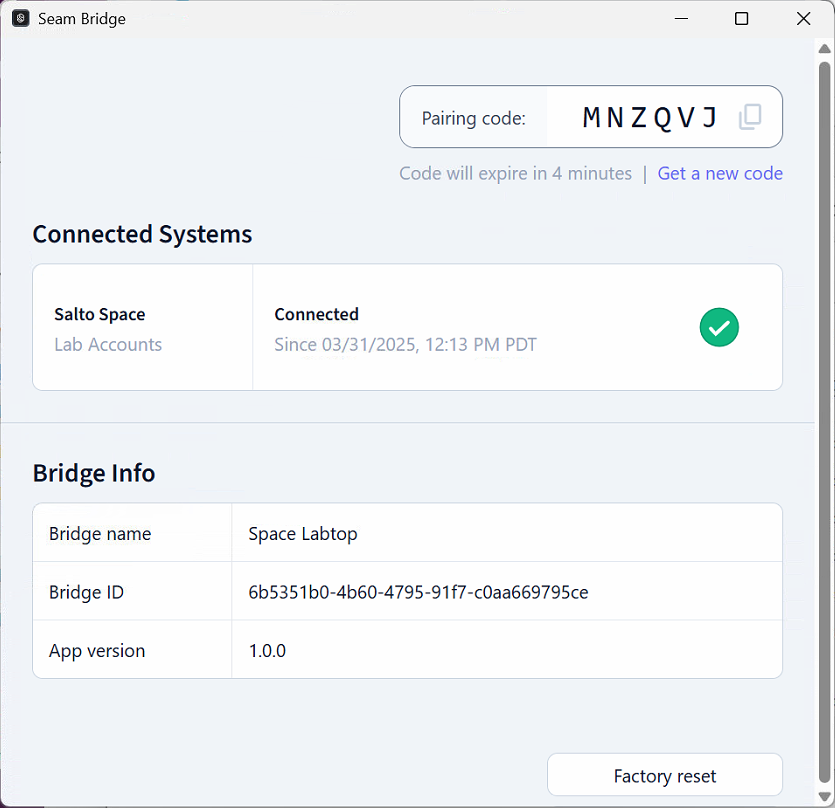 Seam Bridge
Pairing code: MNZQVJ
Code will expire in 4 minutes | Get a new code
Connected Systems
Salto Space
Lab Accounts
Connected
Since 03/31/2025, 12:13 PM PDT
Bridge Info
Bridge name Space Labtop
Bridge ID 6b5351b0-4b60-4795-91f7-c0aa669795ce
App version 1.0.0
Factory reset